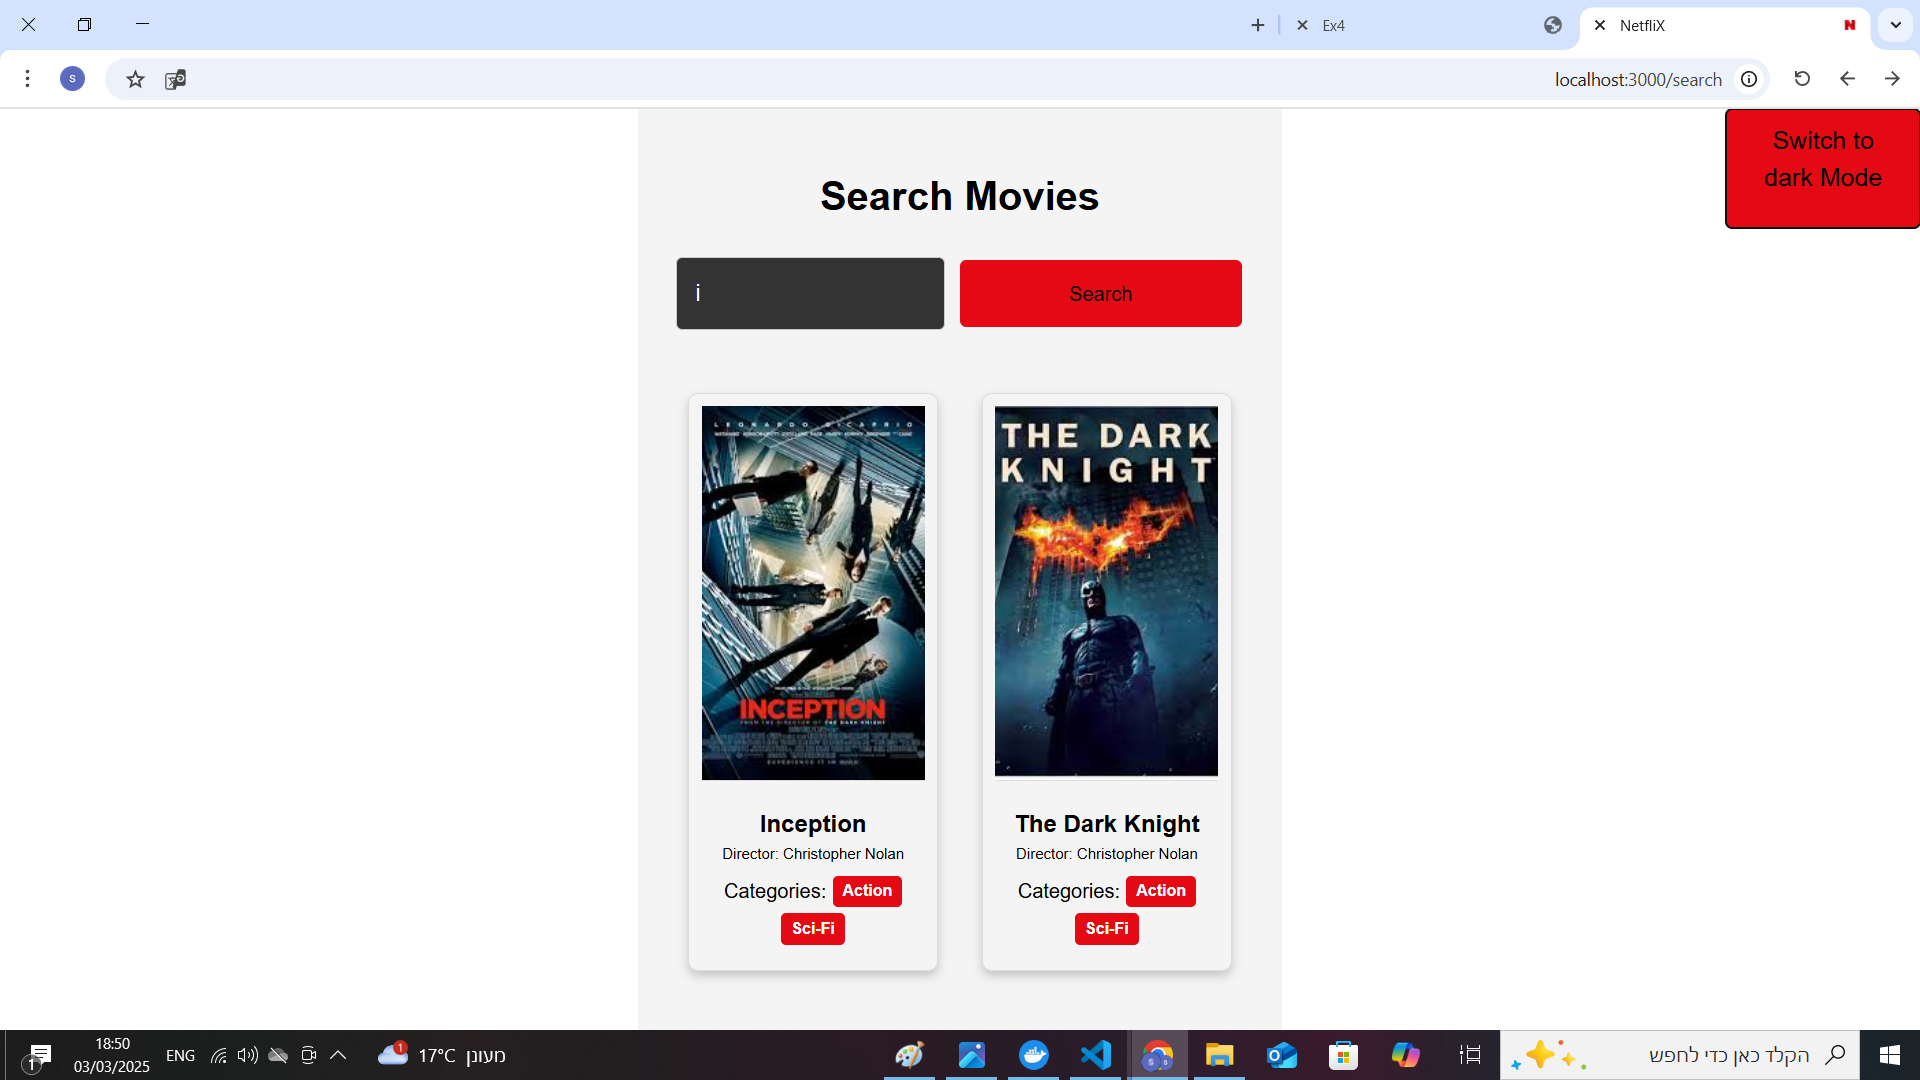 Ex4
NetfliX
N
S
localhost:3000/search
Switch to
dark Mode
Search Movies
i
Search
LEONARDO DiCAPRIO
INCEPTION
FROM THE DIRECTOR OF THE DARK KNIGHT
THE DARK
KNIGHT
Inception
Director: Christopher Nolan
Categories: Action
Sci-Fi
The Dark Knight
Director: Christopher Nolan
Categories: Action
Sci-Fi
1
18:50
03/03/2025
ENG
1
17°C מעונן
הקלד כאן כדי לחפש